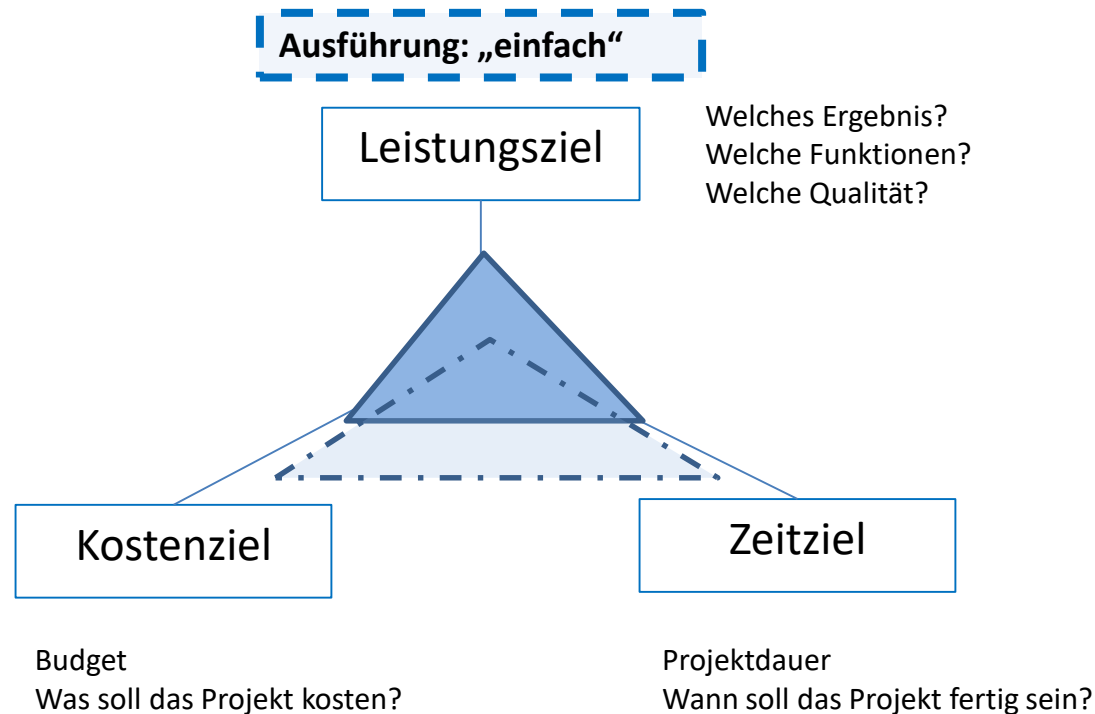 Ausführung: „einfach“
Leistungsziel
Welches Ergebnis?
Welche Funktionen?
Welche Qualität?
Kostenziel
Zeitziel
Budget
Was soll das Projekt kosten?
Projektdauer
Wann soll das Projekt fertig sein?